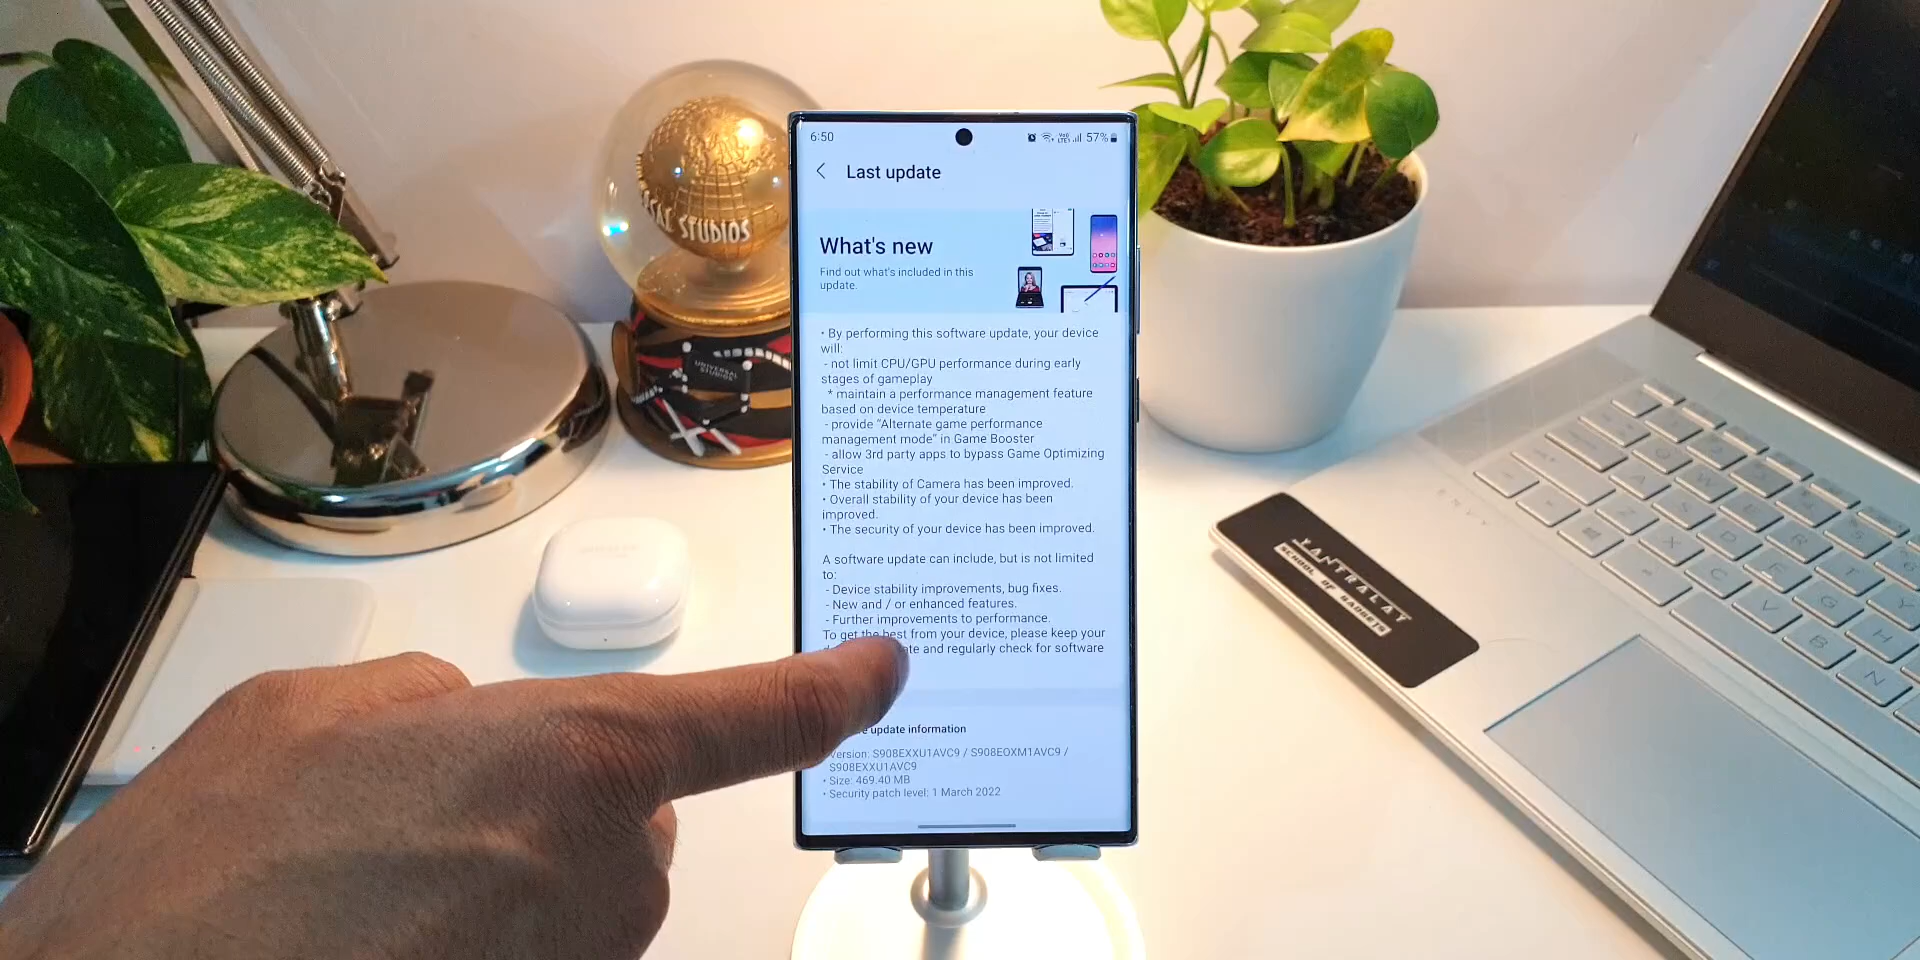 6:50
57%
Last update
What's new
Find out what's included in this
update.
• By performing this software update, your device
will:
- not limit CPU/GPU performance during early
stages of gameplay
* maintain a performance management feature
based on device temperature
- provide “Alternate game performance
management mode” in Game Booster
- allow 3rd party apps to bypass Game Optimizing
Service
• The stability of Camera has been improved.
• Overall stability of your device has been
improved.
• The security of your device has been improved.
A software update can include, but is not limited
to:
- Device stability improvements, bug fixes.
- New and / or enhanced features.
- Further improvements to performance.
To get the best from your device, please keep your
and regularly check for software
update information
Version: S908EXXU1AVC9 / S908EOXM1AVC9 /
S908EXXU1AVC9
• Size: 469.40 MB
• Security patch level: 1 March 2022
STUDIOS
UNIVERSAL
STUDIOS
ENVY
YANTRALAY
SCHOOL OF GADGETS